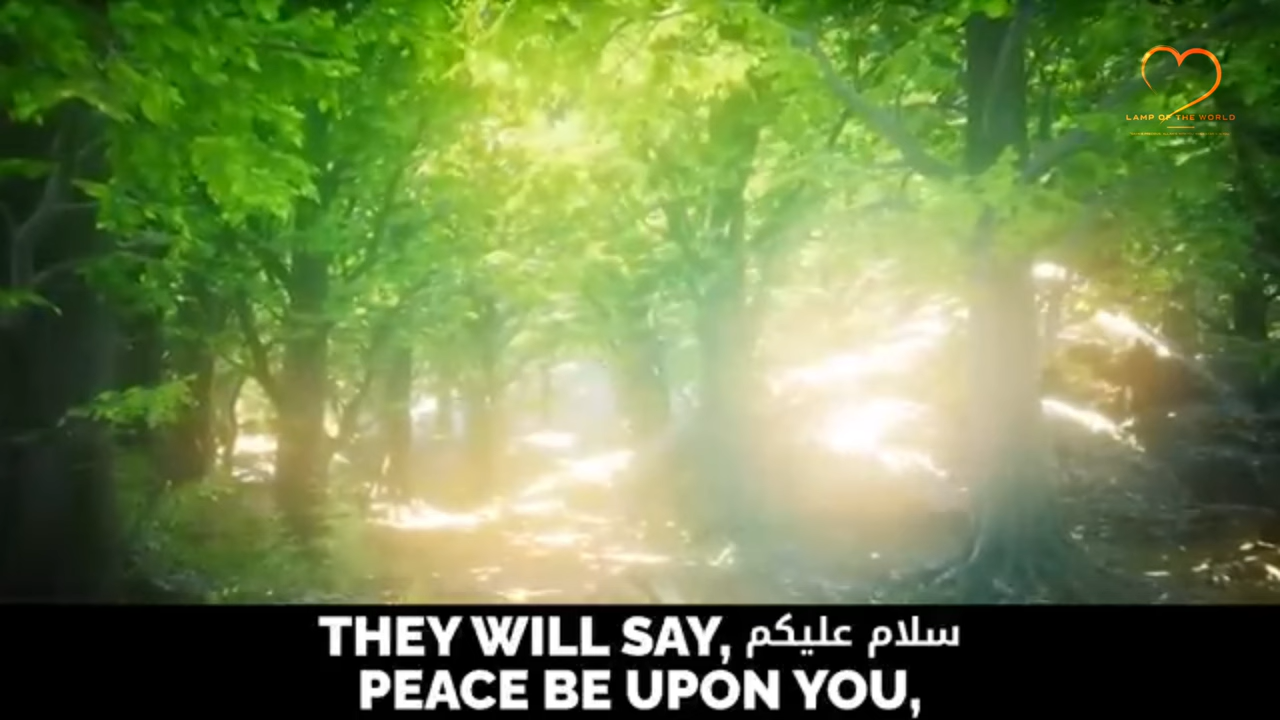 LAMP OF THE WORLD
THEY WILL SAY, سلام عليكم
PEACE BE UPON YOU,